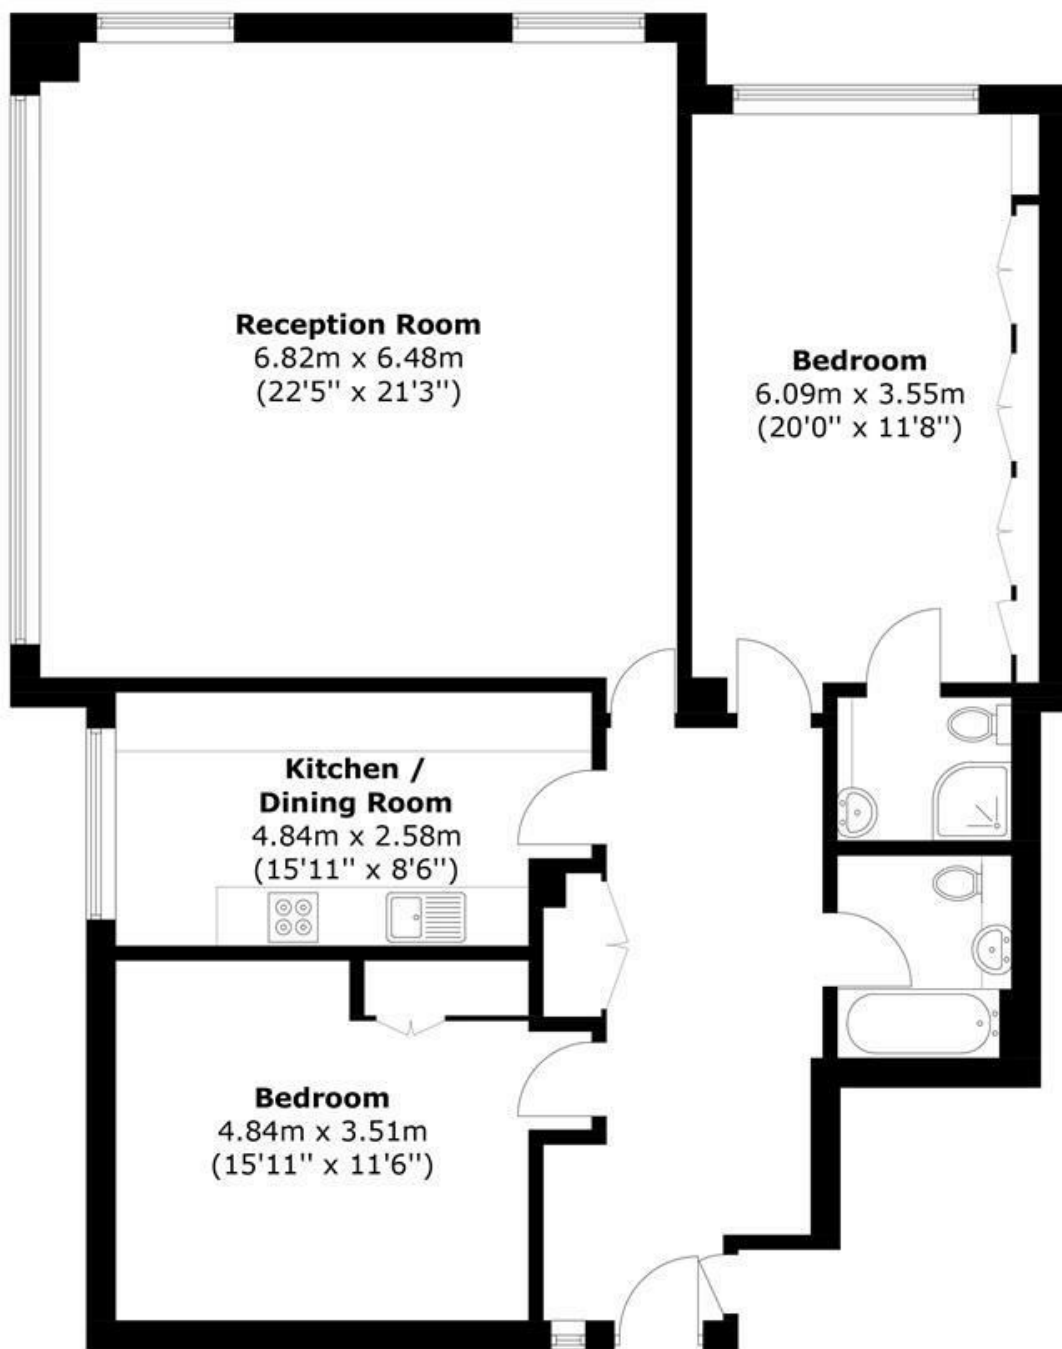 Reception Room
6.82m x 6.48m
(22'5'' x 21'3'')
Bedroom
6.09m x 3.55m
(20'0'' x 11'8'')
Kitchen /
Dining Room
4.84m x 2.58m
(15'11'' x 8'6'')
Bedroom
4.84m x 3.51m
(15'11'' x 11'6'')